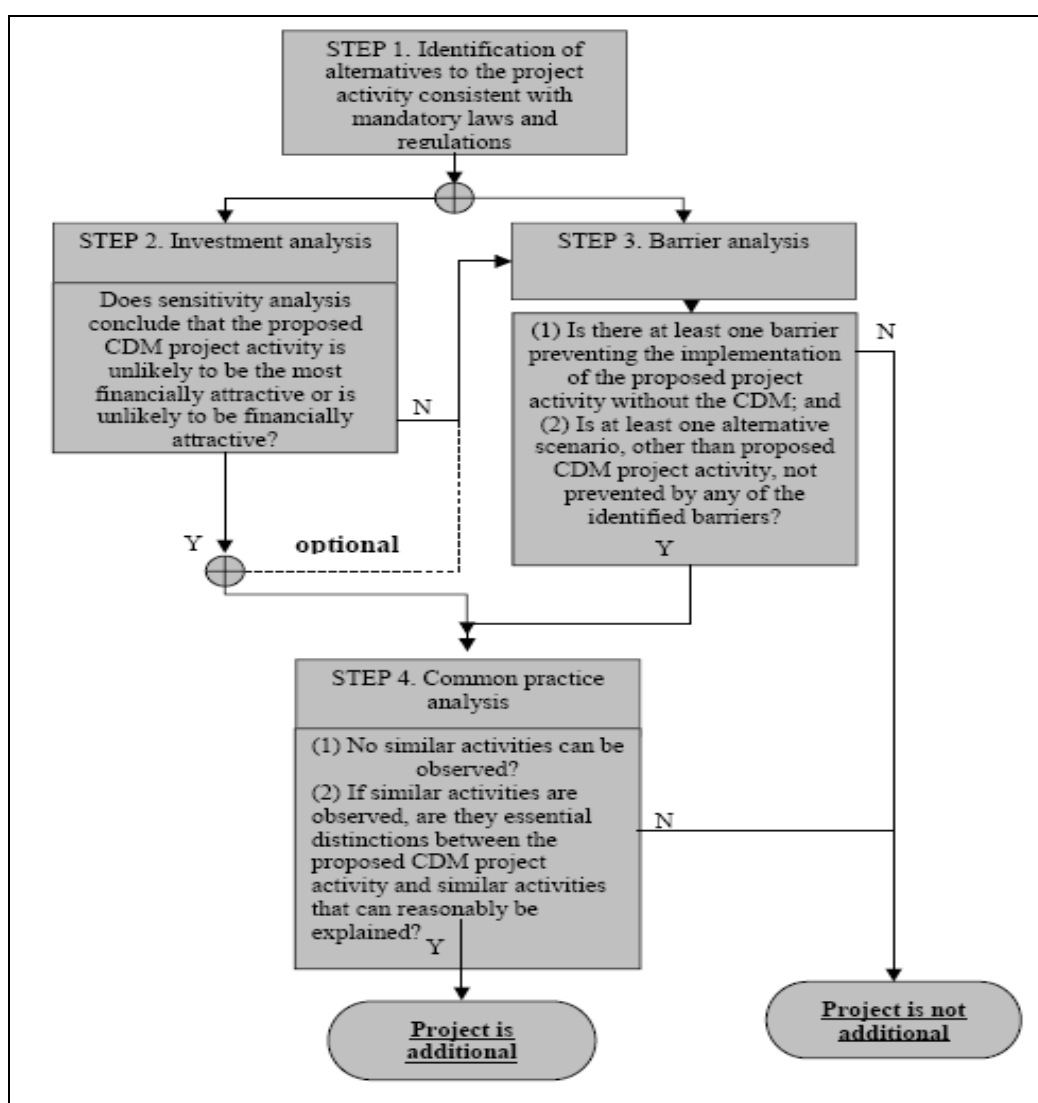 STEP 1. Identification of
alternatives to the project
activity consistent with
mandatory laws and
regulations
STEP 2. Investment analysis
Does sensitivity analysis
conclude that the proposed
CDM project activity is
unlikely to be the most
financially attractive or is
unlikely to be financially
attractive?
N
Y
optional
STEP 3. Barrier analysis
(1) Is there at least one barrier
preventing the implementation
of the proposed project
activity without the CDM; and
(2) Is at least one alternative
scenario, other than proposed
CDM project activity, not
prevented by any of the
identified barriers?
N
Y
STEP 4. Common practice
analysis
(1) No similar activities can be
observed?
(2) If similar activities are
observed, are they essential
distinctions between the
proposed CDM project
activity and similar activities
that can reasonably be
explained?
N
Y
Project is
additional
Project is not
additional